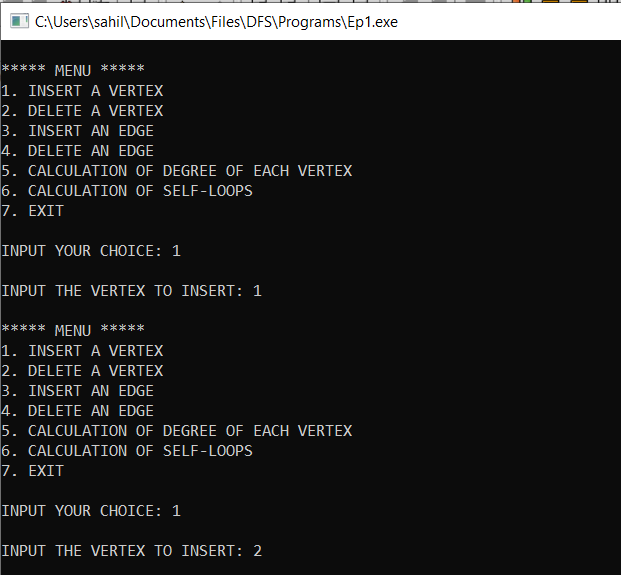 C:\Users\sahil\Documents\Files\DFS\Programs\Ep1.exe
***** MENU *****
1. INSERT A VERTEX
2. DELETE A VERTEX
3. INSERT AN EDGE
4. DELETE AN EDGE
5. CALCULATION OF DEGREE OF EACH VERTEX
6. CALCULATION OF SELF-LOOPS
7. EXIT
INPUT YOUR CHOICE: 1
INPUT THE VERTEX TO INSERT: 1
***** MENU *****
1. INSERT A VERTEX
2. DELETE A VERTEX
3. INSERT AN EDGE
4. DELETE AN EDGE
5. CALCULATION OF DEGREE OF EACH VERTEX
6. CALCULATION OF SELF-LOOPS
7. EXIT
INPUT YOUR CHOICE: 1
INPUT THE VERTEX TO INSERT: 2